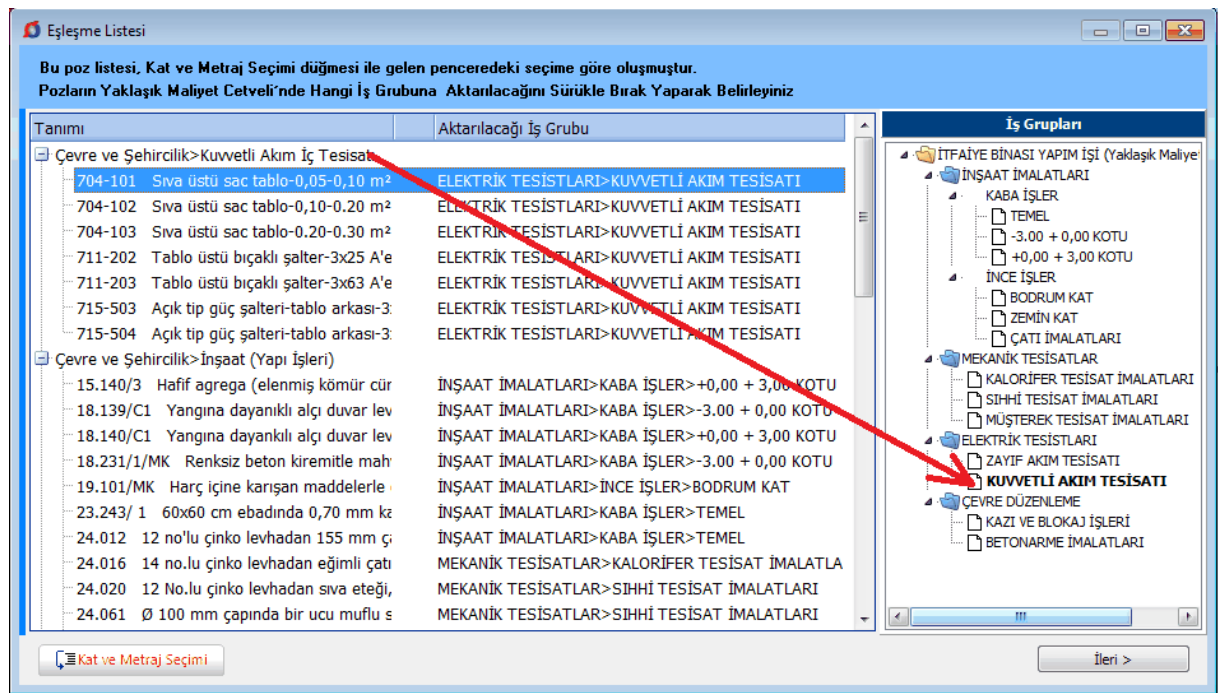 Eşleşme Listesi
Bu poz listesi, Kat ve Metraj Seçimi düğmesi ile gelen penceredeki seçime göre oluşmuştur.
Pozların Yaklaşık Maliyet Cetveli'nde Hangi İş Grubuna Aktarılacağını Sürükle Bırak Yaparak Belirleyiniz
Tanımı
Aktarılacağı İş Grubu
Çevre ve Şehircilik>Kuvvetli Akım İç Tesisatı
704-101 Sıva üstü sac tablo-0,05-0,10 m² ELEKTRİK TESİSTLARI>KUVVETLİ AKIM TESİSATI
704-102 Sıva üstü sac tablo-0,10-0.20 m² ELEKTRİK TESİSTLARI>KUVVETLİ AKIM TESİSATI
704-103 Sıva üstü sac tablo-0.20-0.30 m² ELEKTRİK TESİSTLARI>KUVVETLİ AKIM TESİSATI
711-202 Tablo üstü bıçaklı şalter-3x25 A'e ELEKTRİK TESİSTLARI>KUVVETLİ AKIM TESİSATI
711-203 Tablo üstü bıçaklı şalter-3x63 A'e ELEKTRİK TESİSTLARI>KUVVETLİ AKIM TESİSATI
715-503 Açık tip güç şalteri-tablo arkası-3 ELEKTRİK TESİSTLARI>KUVVETLİ AKIM TESİSATI
715-504 Açık tip güç şalteri-tablo arkası-3 ELEKTRİK TESİSTLARI>KUVVETLİ AKIM TESİSATI
Çevre ve Şehircilik>İnşaat (Yapı İşleri)
15.140/3 Hafif agrega (elenmiş kömür cür İNŞAAT İMALATLARI>KABA İŞLER>+0,00 + 3,00 KOTU
18.139/C1 Yangına dayanıklı alçı duvar lev İNŞAAT İMALATLARI>KABA İŞLER>-3.00 + 0,00 KOTU
18.140/C1 Yangına dayankılı alçı duvar lev İNŞAAT İMALATLARI>KABA İŞLER>+0,00 + 3,00 KOTU
18.231/1/MK Renksiz beton kiremitle mah İNŞAAT İMALATLARI>KABA İŞLER>-3.00 + 0,00 KOTU
19.101/MK Harç içine karışan maddelerle İNŞAAT İMALATLARI>İNCE İŞLER>BODRUM KAT
23.243/ 1 60x60 cm ebadında 0,70 mm ka İNŞAAT İMALATLARI>KABA İŞLER>TEMEL
24.012 12 no'lu çinko levhadan 155 mm ça İNŞAAT İMALATLARI>KABA İŞLER>TEMEL
24.016 14 no.lu çinko levhadan eğimli çatı MEKANİK TESİSATLAR>KALORİFER TESİSAT İMALATLA
24.020 12 No.lu çinko levhadan sıva eteği, MEKANİK TESİSATLAR>SIHHİ TESİSAT İMALATLARI
24.061 Ø 100 mm çapında bir ucu muflu s MEKANİK TESİSATLAR>SIHHİ TESİSAT İMALATLARI
İş Grupları
İTFAİYE BİNASI YAPIM İŞİ (Yaklaşık Maliye
İNŞAAT İMALATLARI
KABA İŞLER
TEMEL
-3.00 + 0,00 KOTU
+0,00 + 3,00 KOTU
İNCE İŞLER
BODRUM KAT
ZEMİN KAT
ÇATI İMALATLARI
MEKANİK TESİSATLAR
KALORİFER TESİSAT İMALATLARI
SIHHİ TESİSAT İMALATLARI
MÜŞTEREK TESİSAT İMALATLARI
ELEKTRİK TESİSTLARI
ZAYIF AKIM TESİSATI
KUVVETLİ AKIM TESİSATI
ÇEVRE DÜZENLEME
KAZI VE BLOKAJ İŞLERİ
BETONARME İMALATLARI
Kat ve Metraj Seçimi
İleri >